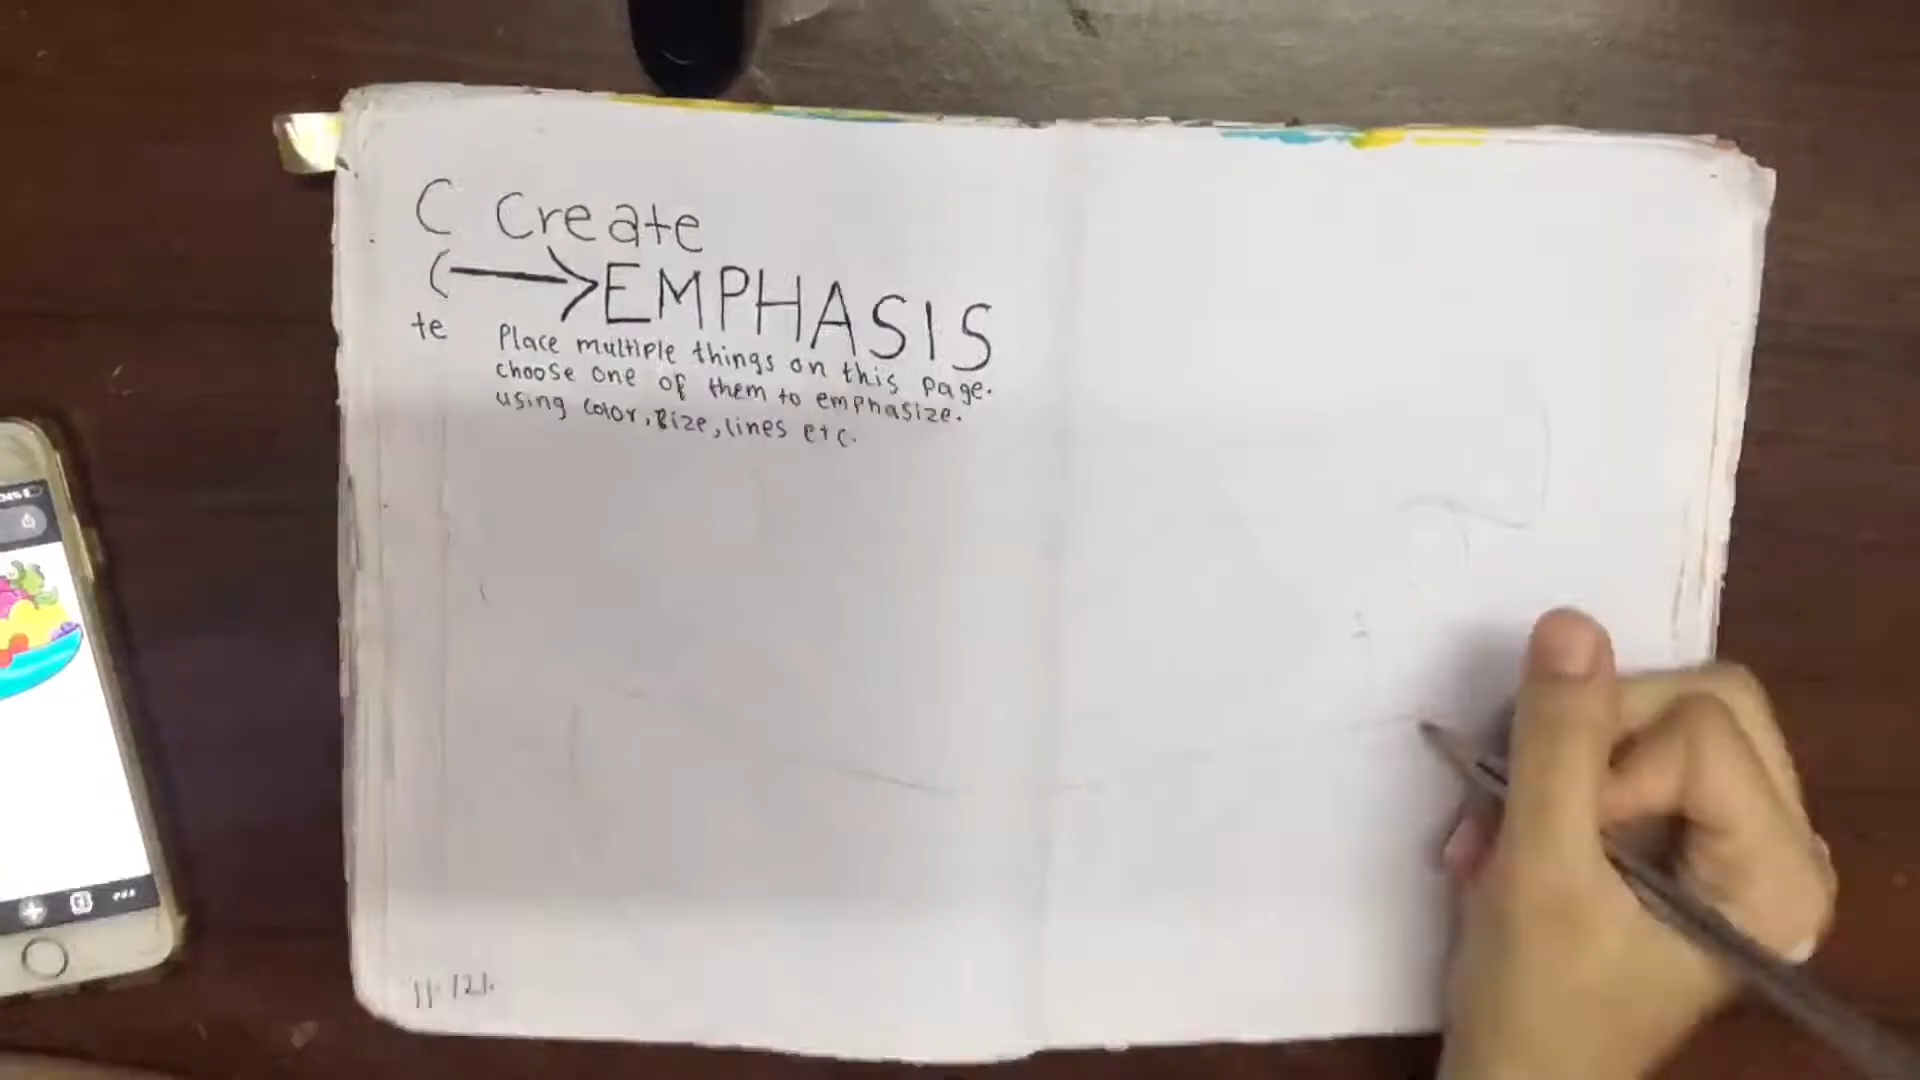 C Create
( EMPHASIS
te Place multiple things on this page.
choose one of them to emphasize.
using color, size, lines etc.
11.121.